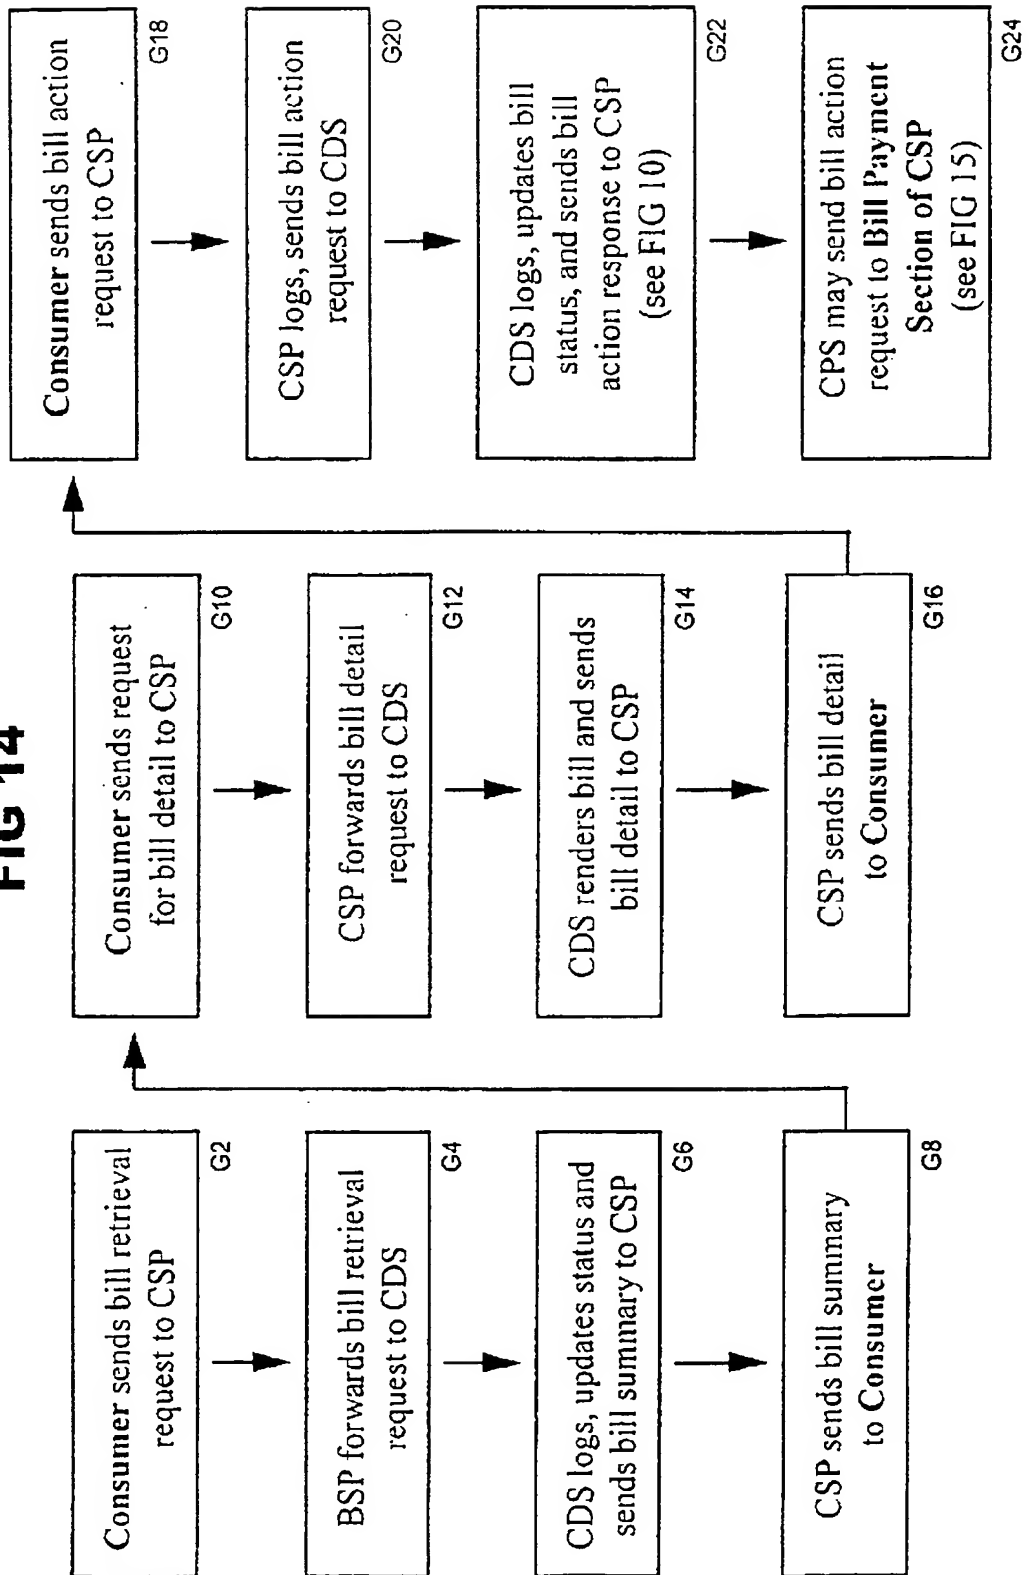 FIG 14
Consumer sends bill retrieval
request to CSP
G2
BSP forwards bill retrieval
request to CDS
G4
CDS logs, updates status and
sends bill summary to CSP
G6
CSP sends bill summary
to Consumer
G8
Consumer sends request
for bill detail to CSP
G10
CSP forwards bill detail
request to CDS
G12
CDS renders bill and sends
bill detail to CSP
G14
CSP sends bill detail
to Consumer
G16
Consumer sends bill action
request to CSP
G18
CSP logs, sends bill action
request to CDS
G20
CDS logs, updates bill
status, and sends bill
action response to CSP
(see FIG 10)
G22
CPS may send bill action
request to Bill Payment
Section of CSP
(see FIG 15)
G24